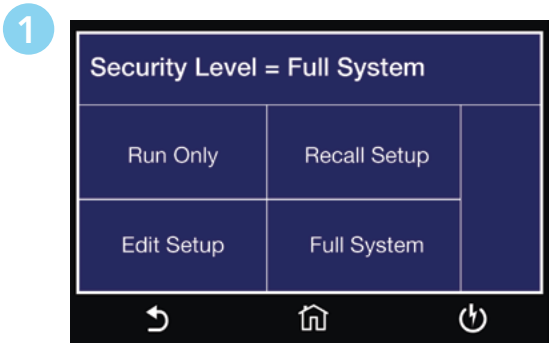 1
Security Level = Full System
Run Only
Recall Setup
Edit Setup
Full System